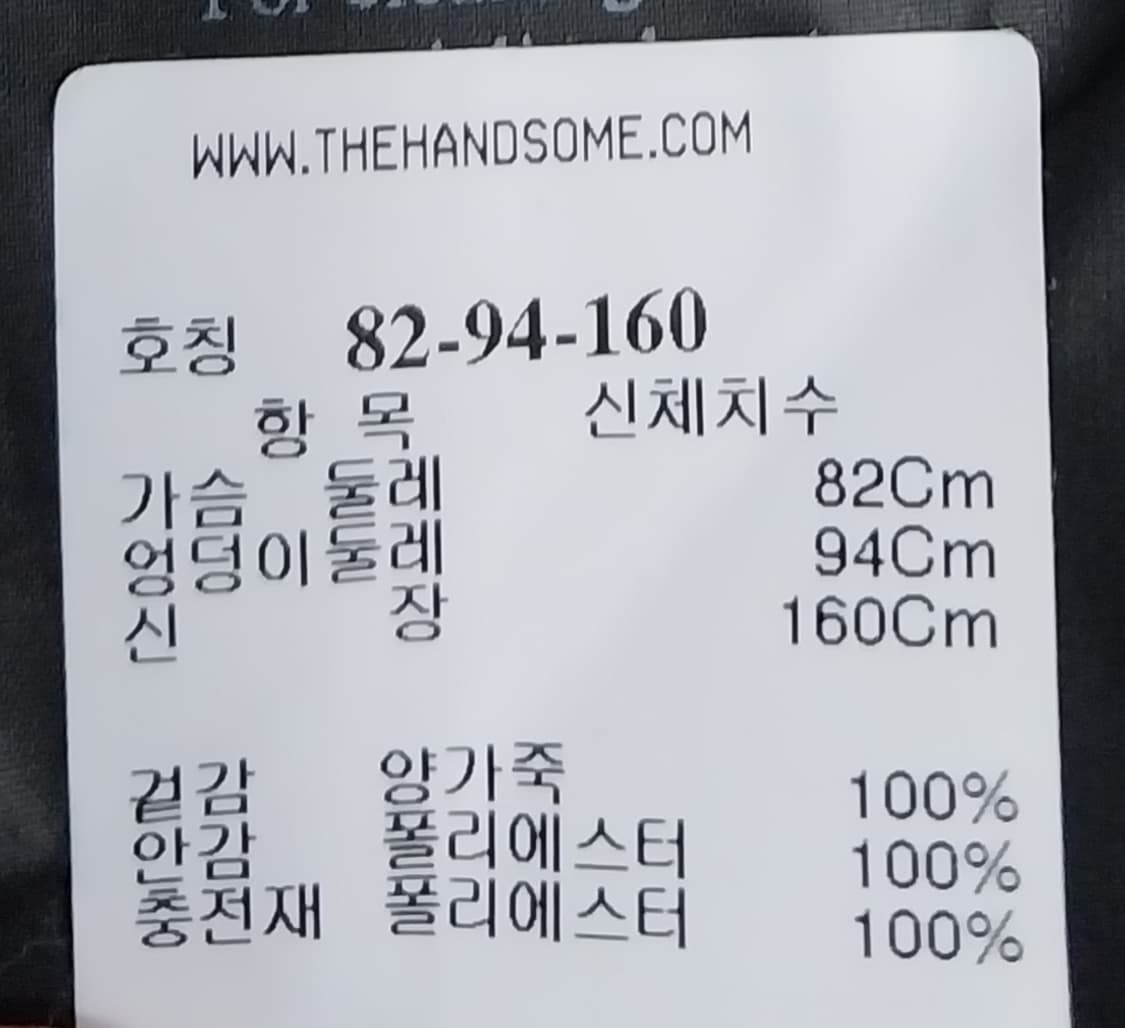 WWW.THEHANDSOME.COM
호칭 82-94-160
항 목 신체치수
가슴 둘레 82Cm
엉덩이둘레 94Cm
신 장 160Cm
겉감 양가죽 100%
안감 폴리에스터 100%
충전재 폴리에스터 100%